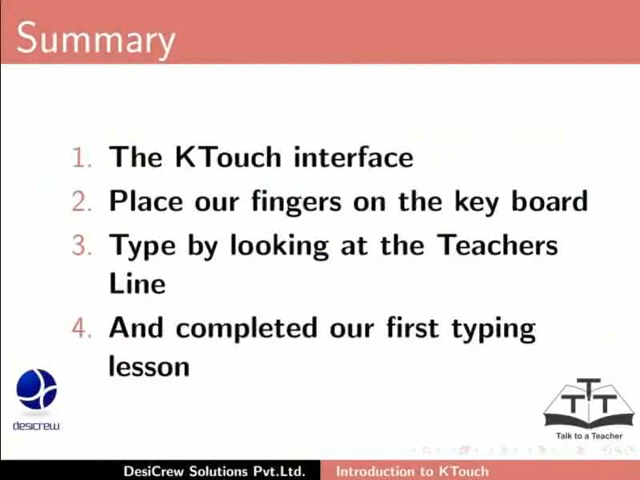 Summary
1. The KTouch interface
2. Place our fingers on the key board
3. Type by looking at the Teachers
Line
4. And completed our first typing
lesson
desicrew
TTT
Talk to a Teacher
DesiCrew Solutions Pvt.Ltd. Introduction to KTouch